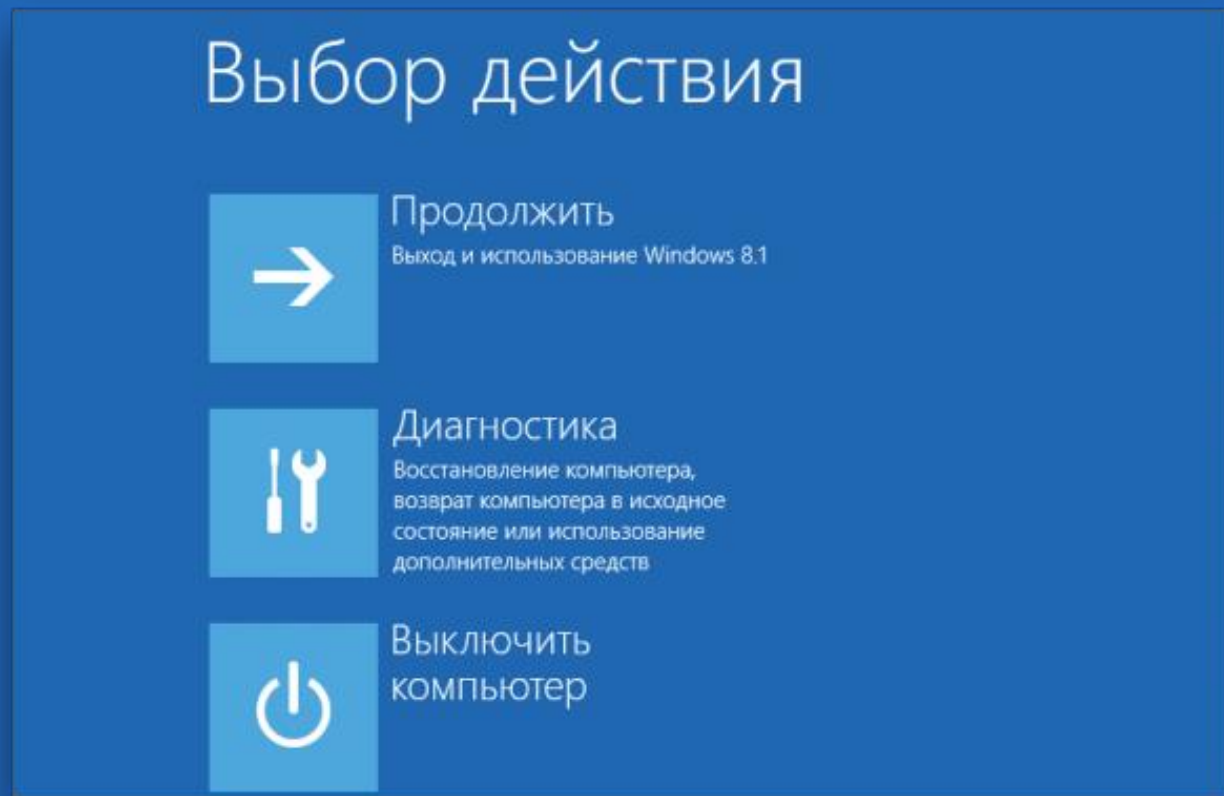 Выбор действия
Продолжить
Выход и использование Windows 8.1
Диагностика
Восстановление компьютера,
возврат компьютера в исходное
состояние или использование
дополнительных средств
Выключить
компьютер